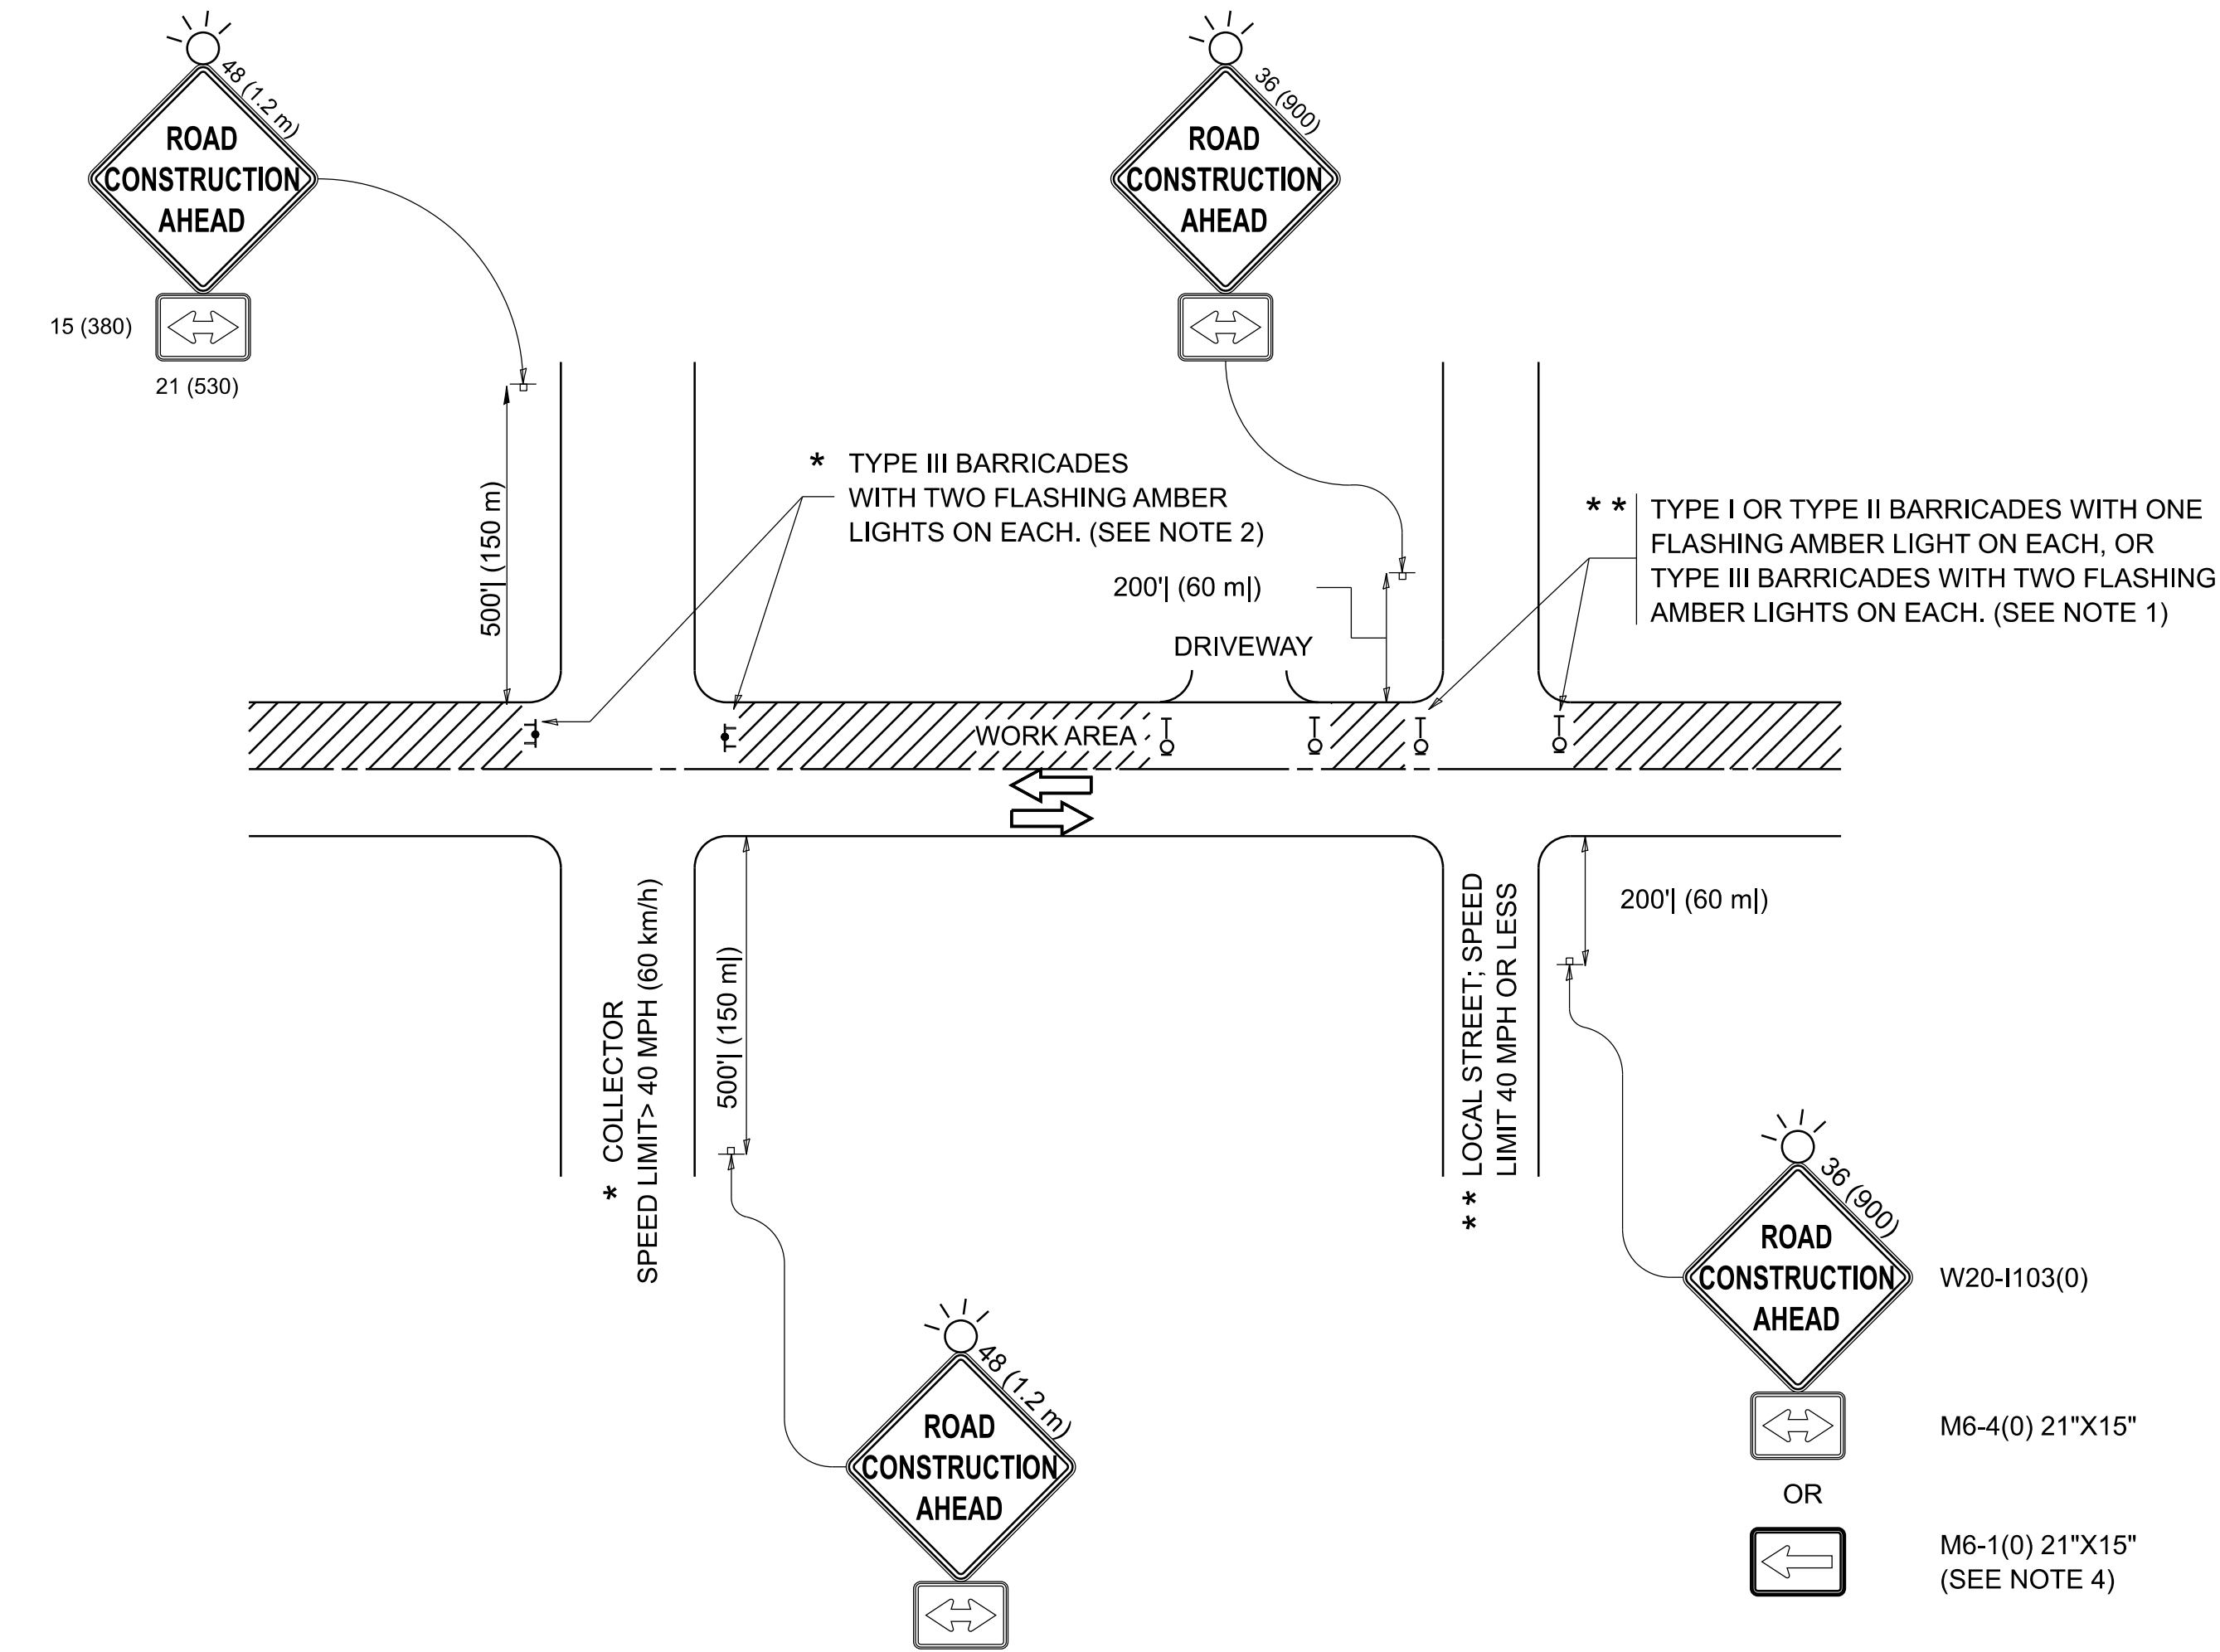 48 (1.2 m)
ROAD
CONSTRUCTION
AHEAD
15 (380)
21 (530)
36 (900)
ROAD
CONSTRUCTION
AHEAD
500'| (150 m)
* TYPE III BARRICADES
WITH TWO FLASHING AMBER
LIGHTS ON EACH. (SEE NOTE 2)
200'| (60 m|)
DRIVEWAY
* * TYPE I OR TYPE II BARRICADES WITH ONE
FLASHING AMBER LIGHT ON EACH, OR
TYPE III BARRICADES WITH TWO FLASHING
AMBER LIGHTS ON EACH. (SEE NOTE 1)
WORK AREA
* COLLECTOR
SPEED LIMIT> 40 MPH (60 km/h)
500'| (150 m|)
* * LOCAL STREET; SPEED
LIMIT 40 MPH OR LESS
200'| (60 m|)
48 (1.2 m)
ROAD
CONSTRUCTION
AHEAD
36 (900)
ROAD
CONSTRUCTION
AHEAD
W20-I103(0)
M6-4(0) 21"X15"
OR
M6-1(0) 21"X15"
(SEE NOTE 4)